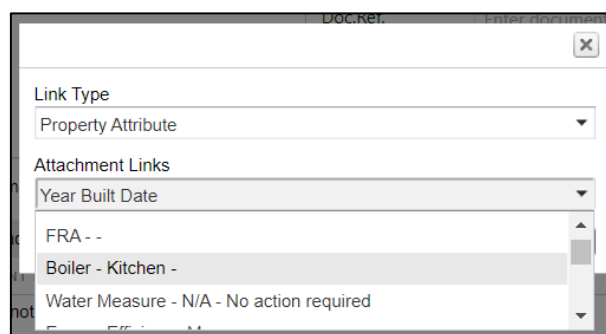 Doc.Ref. Enter document
Link Type
Property Attribute
Attachment Links
Year Built Date
FRA - -
Boiler - Kitchen -
Water Measure - N/A - No action required